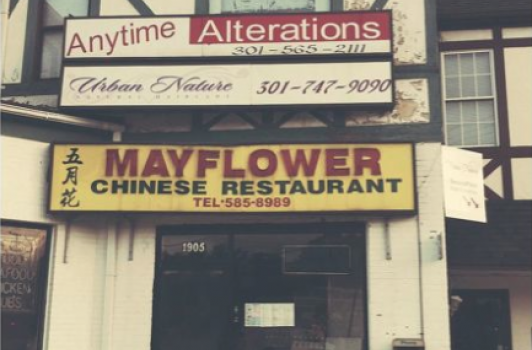 Anytime Alterations
301-565-2111
Urban Nature
301-747-9090
五月花
MAYFLOWER
CHINESE RESTAURANT
TEL·585-8989
1905